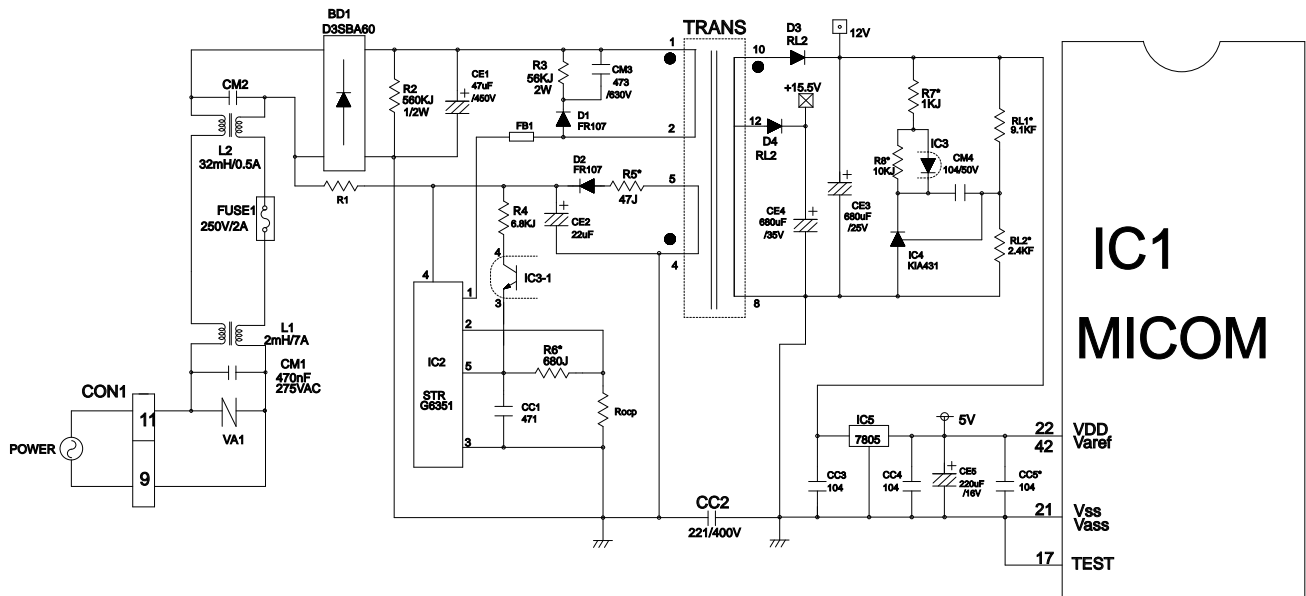 BD1
D3SBA60
TRANS
D3
RL2
12V
1
10
CM2
R2
560KJ
1/2W
CE1
47uF
/450V
+
R3
56KJ
2W
CM3
473
/630V
D1
FR107
FB1
2
+15.5V
12
D4
RL2
R7*
1KJ
RL1*
9.1KF
IC3
R8*
10KJ
CM4
104/50V
L2
32mH/0.5A
R1
D2
FR107
R5*
47J
5
FUSE1
250V/2A
R4
6.8KJ
+
CE2
22uF
4
+
CE4
680uF
/35V
+
CE3
680uF
/25V
IC4
KIA431
RL2*
2.4KF
8
IC1
MICOM
4
4
IC3-1
3
1
2
5
3
IC2
STR
G6351
R6*
680J
CC1
471
Rocp
L1
2mH/7A
CM1
470nF
275VAC
CON1
11
9
POWER
VA1
CC2
221/400V
IC5
7805
5V
CC3
104
CC4
104
+
CE5
220uF
/16V
CC5*
104
22 VDD
42 Varef
21 Vss
Vass
17 TEST